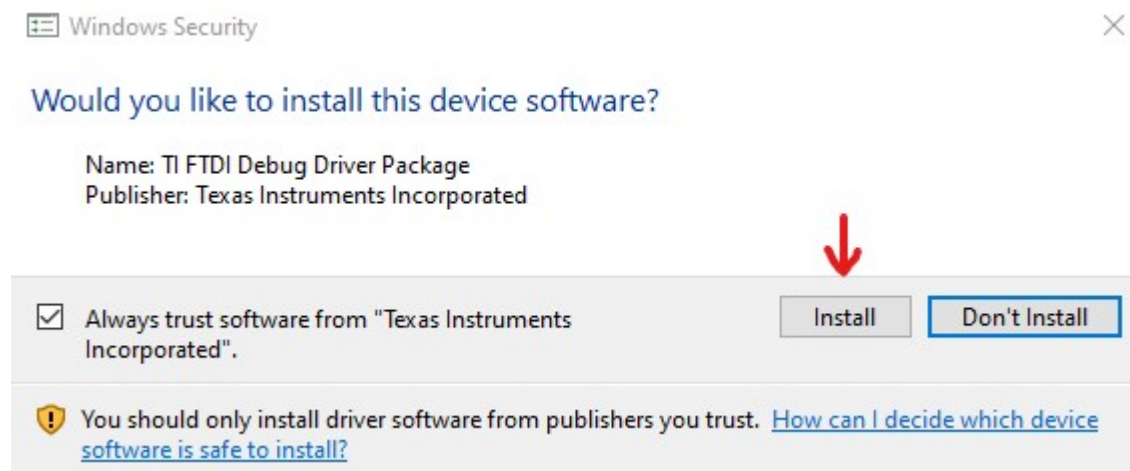 Windows Security
Would you like to install this device software?
Name: TI FTDI Debug Driver Package
Publisher: Texas Instruments Incorporated
Always trust software from "Texas Instruments
Incorporated".
Install
Don't Install
You should only install driver software from publishers you trust. How can I decide which device
software is safe to install?